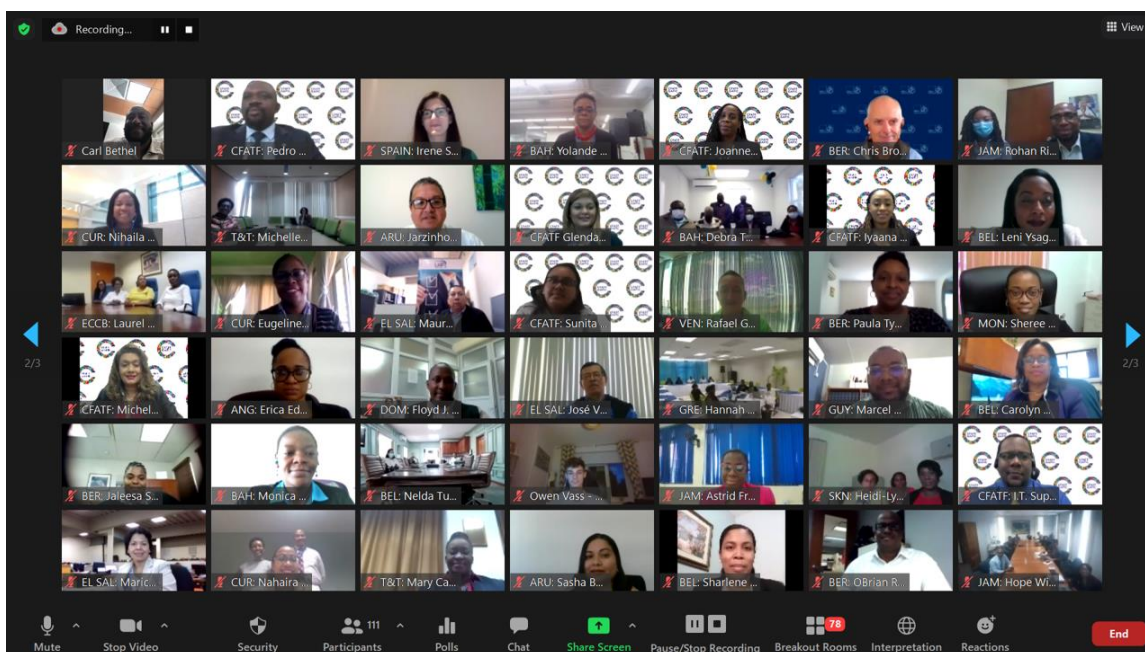 Recording...
View
Carl Bethel
CFATF: Pedro ...
SPAIN: Irene S...
BAH: Yolande ...
CFATF: Joanne...
BER: Chris Bro...
JAM: Rohan Ri...
CUR: Nihaila ...
T&T: Michelle...
ARU: Jarzinho...
CFATF Glenda...
BAH: Debra T...
CFATF: Iyaana ...
BEL: Leni Ysag...
ECCB: Laurel ...
CUR: Eugeline...
EL SAL: Maur...
CFATF: Sunita
VEN: Rafael G...
BER: Paula Ty...
MON: Sheree ...
2/3
2/3
CFATF: Michel...
ANG: Erica Ed...
DOM: Floyd J. ...
EL SAL: José V...
GRE: Hannah ...
GUY: Marcel ...
BEL: Carolyn ...
BER; Jaleesa S...
BAH: Monica ...
BEL: Nelda Tu...
Owen Vass - ...
JAM: Astrid Fr...
SKN: Heidi-Ly...
CFATF: I.T. Sup...
EL SAL: Maríc...
CUR: Nahaira ...
T&T: Mary Ca...
ARU: Sasha B...
BEL: Sharlene ...
BER: OBrian R...
JAM: Hope Wi...
111
78
Mute
Stop Video
Security
Participants
Polls
Chat
Share Screen
Pause/Stop Recording
Breakout Rooms
Interpretation
Reactions
End